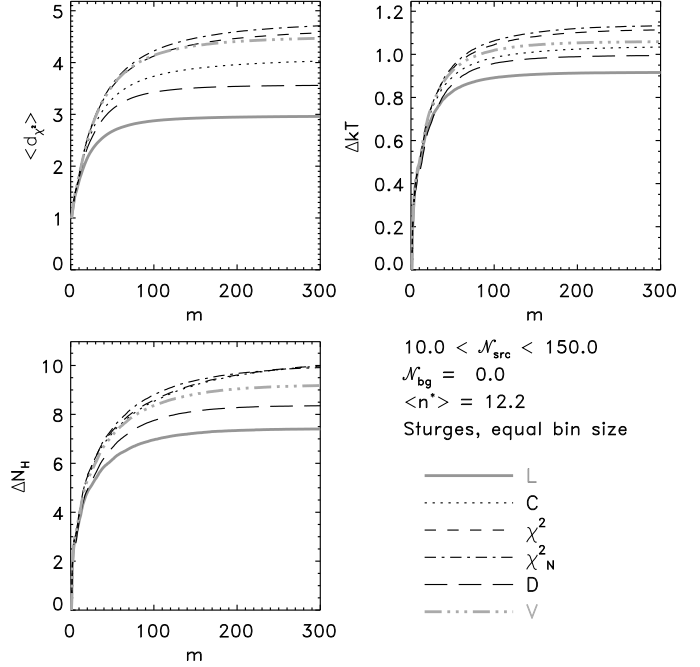 5
4
3
2
1
0
<d_χ²>
0 100 200 300
m
1.2
1.0
0.8
0.6
0.4
0.2
0.0
ΔkT
0 100 200 300
m
10
8
6
4
2
0
ΔN_H
0 100 200 300
m
10.0 < 𝒩_src < 150.0
𝒩_bg = 0.0
<n*> = 12.2
Sturges, equal bin size
L
C
χ²
χ²_N
D
V